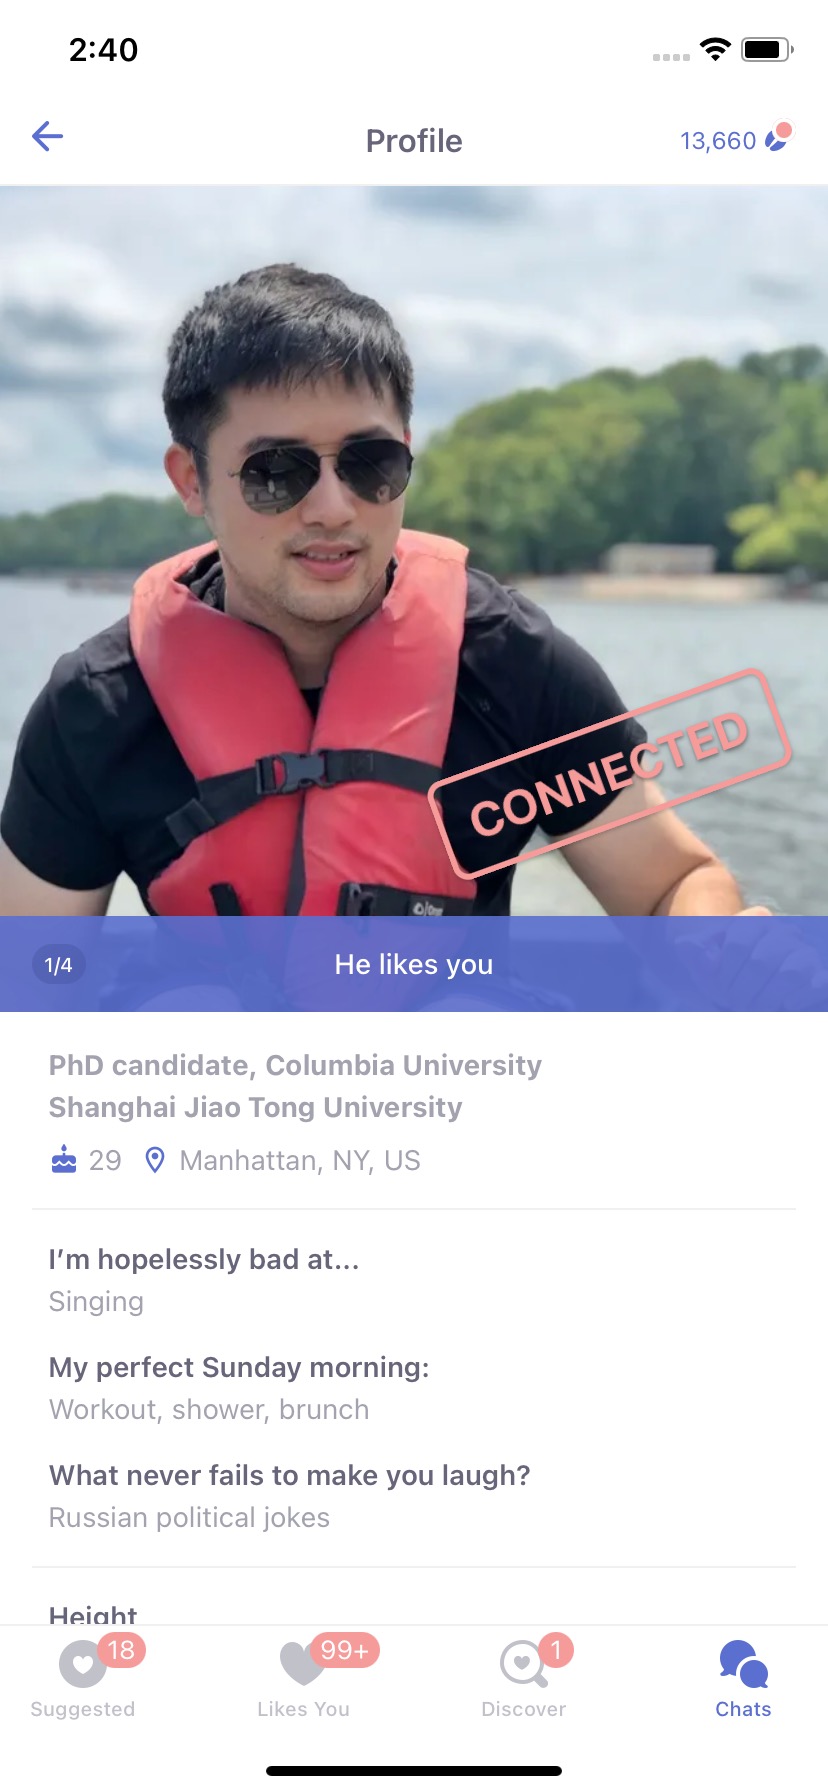 2:40
Profile
13,660
CONNECTED
1/4
He likes you
PhD candidate, Columbia University
Shanghai Jiao Tong University
29 Manhattan, NY, US
I’m hopelessly bad at...
Singing
My perfect Sunday morning:
Workout, shower, brunch
What never fails to make you laugh?
Russian political jokes
Height
18
99+
1
Suggested
Likes You
Discover
Chats